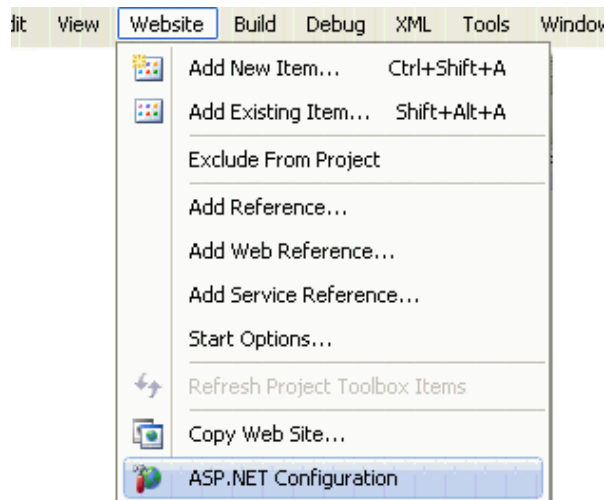 dit View Website Build Debug XML Tools Window
Add New Item... Ctrl+Shift+A
Add Existing Item... Shift+Alt+A
Exclude From Project
Add Reference...
Add Web Reference...
Add Service Reference...
Start Options...
Refresh Project Toolbox Items
Copy Web Site...
ASP.NET Configuration